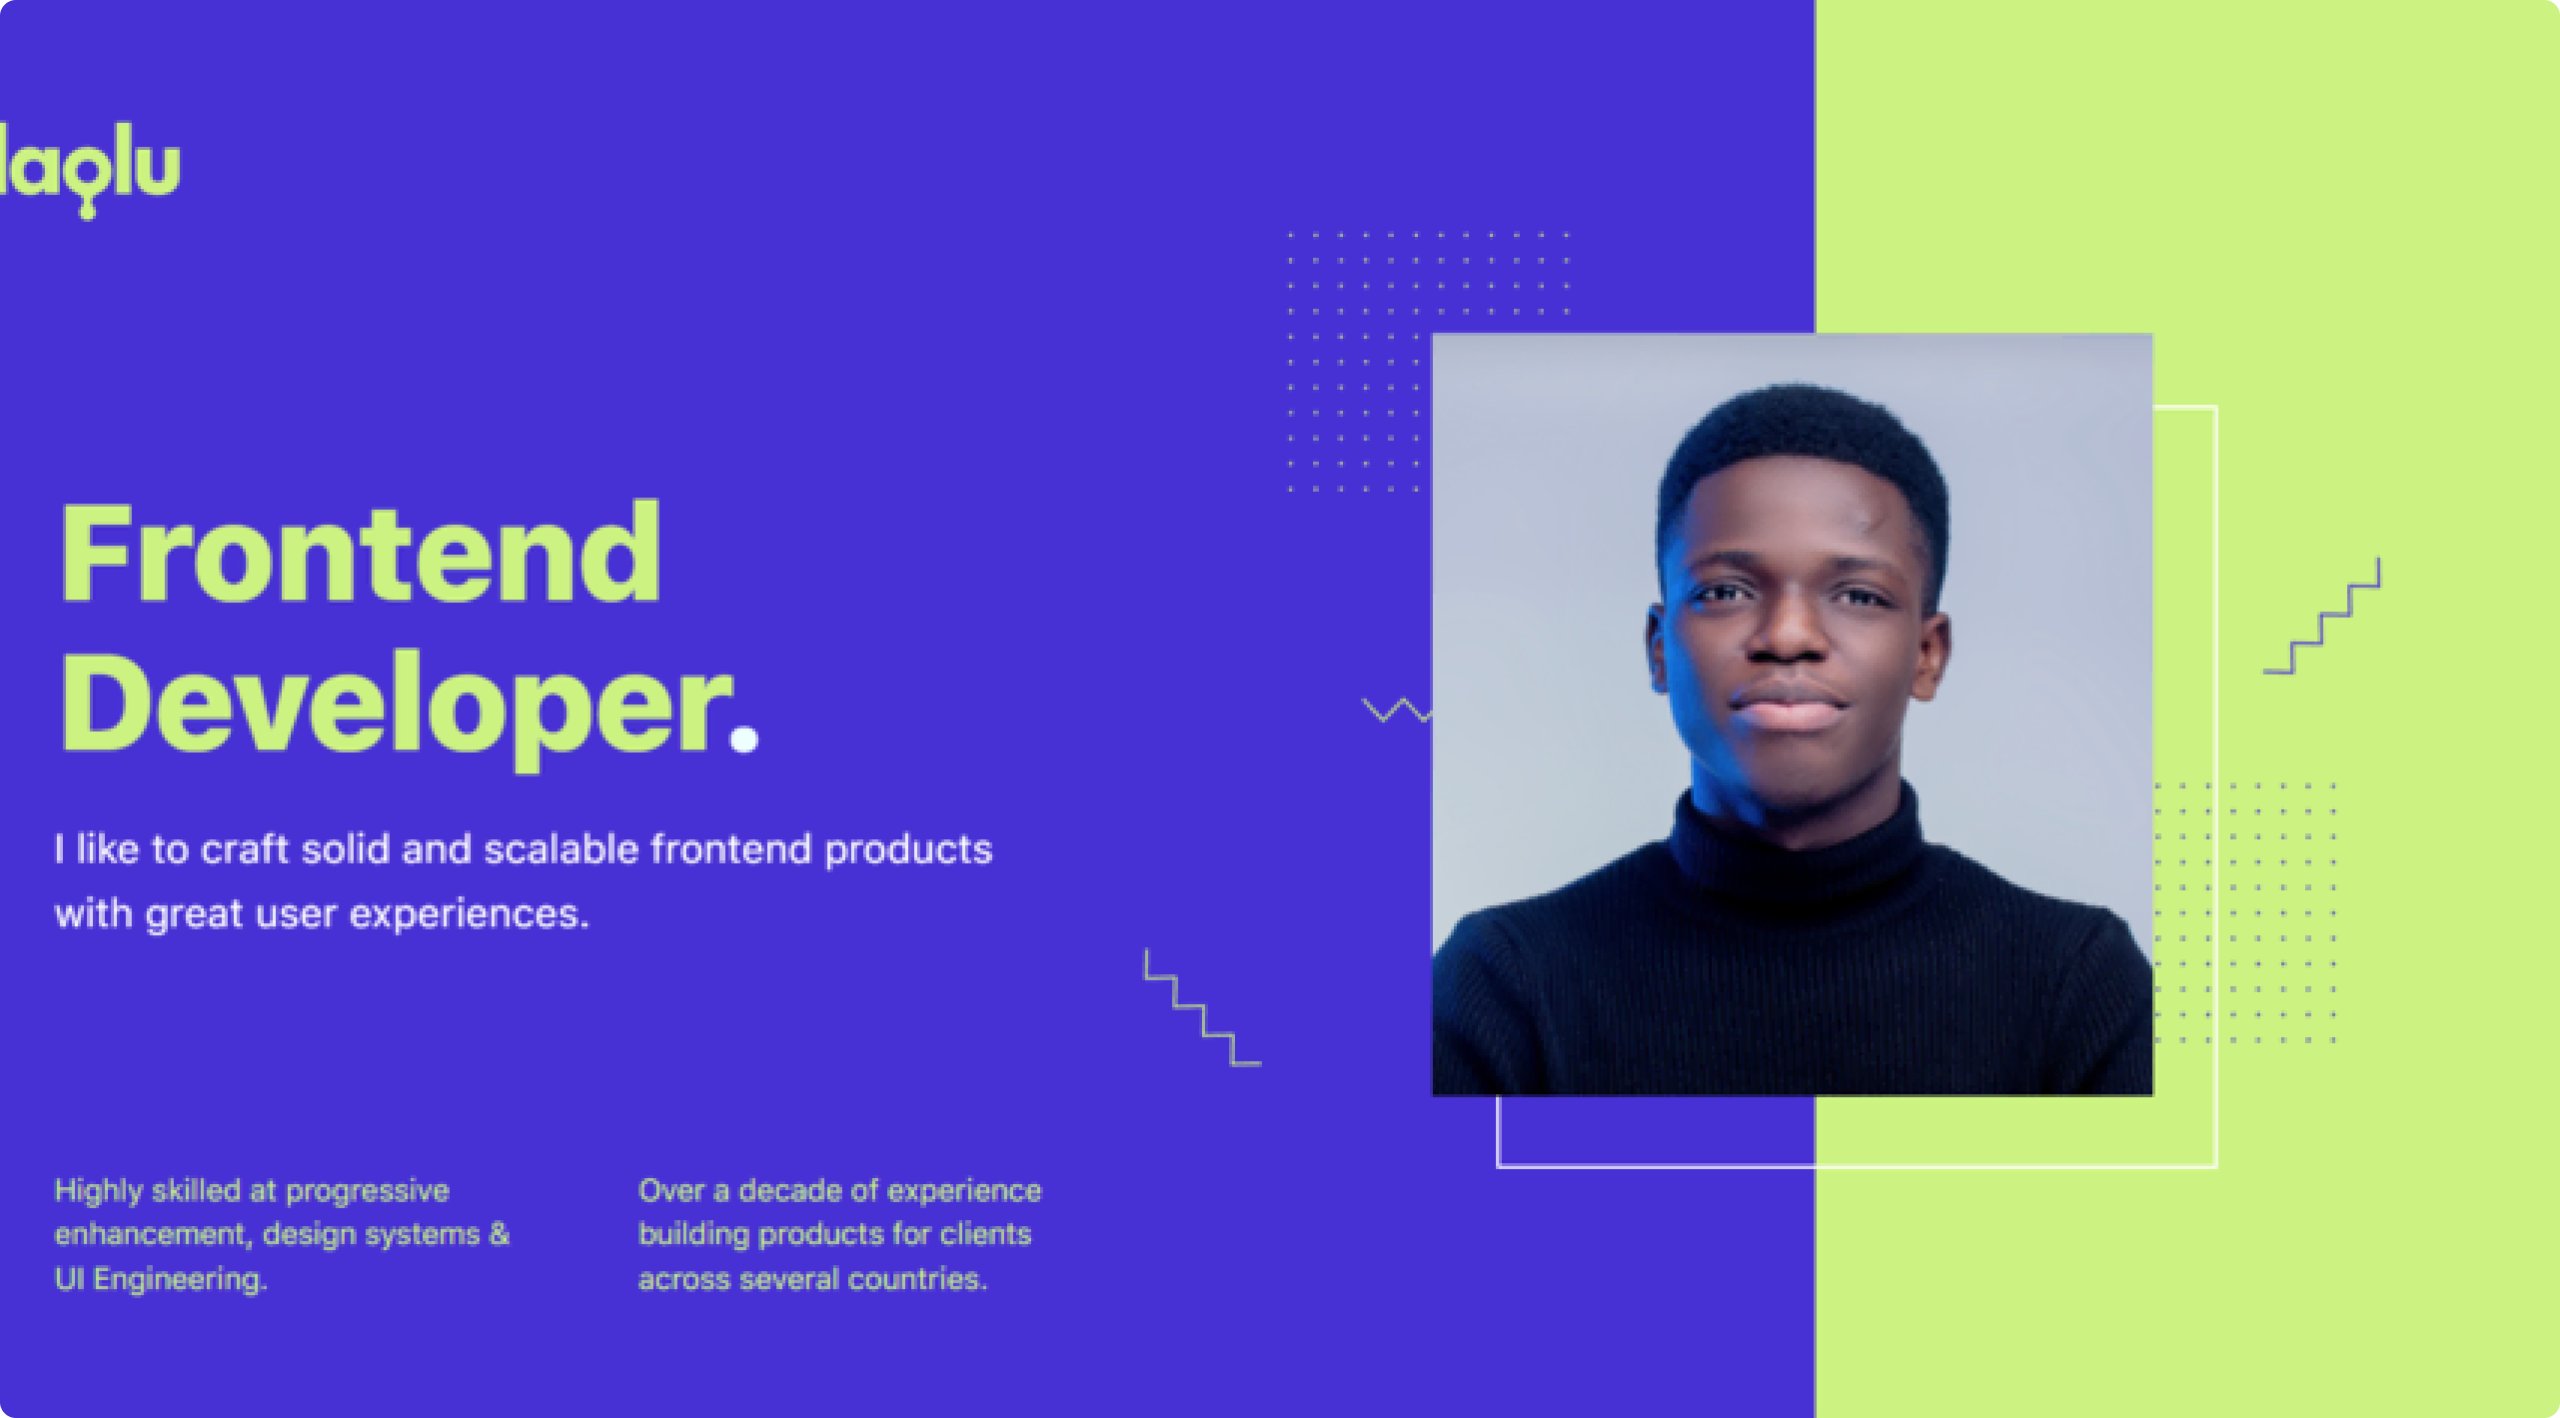 laọlu
Frontend
Developer.
I like to craft solid and scalable frontend products
with great user experiences.
Highly skilled at progressive
enhancement, design systems &
UI Engineering.
Over a decade of experience
building products for clients
across several countries.